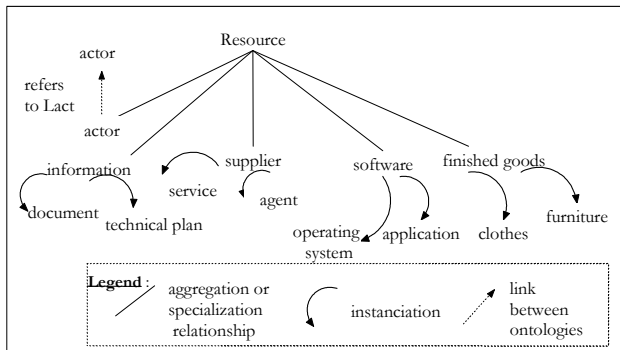 Resource
actor
refers
to Lact
actor
information
supplier
software
finished goods
service
agent
document
technical plan
furniture
operating
system
application
clothes
Legend :
aggregation or
specialization
relationship
instanciation
link
between
ontologies